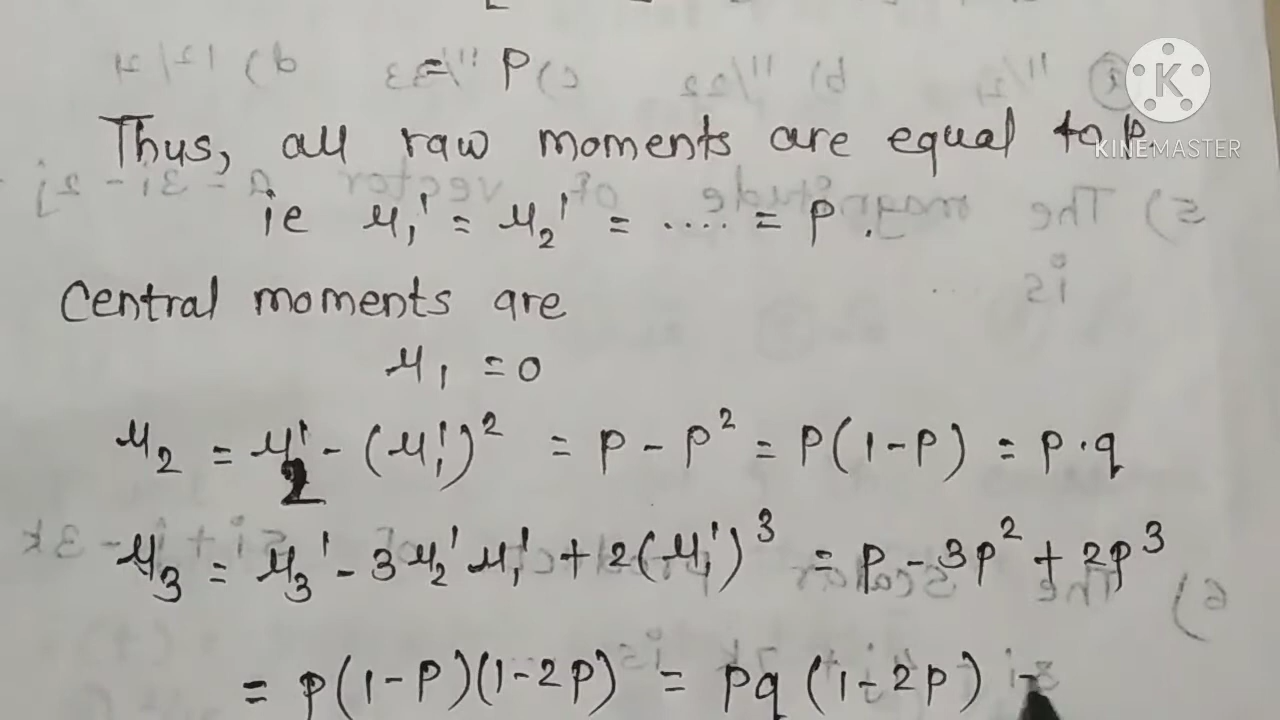 = p
K
KINEMASTER
Thus, all raw moments are equal to p.
ie μ₁' = μ₂' = .... = p.
Central moments are
μ₁ = 0
μ₂ = μ₂' - (μ₁')² = p - p² = p(1-p) = p·q
μ₃ = μ₃' - 3μ₂'μ₁' + 2(μ₁')³ = p - 3p² + 2p³
= p(1-p)(1-2p) = pq(1-2p)